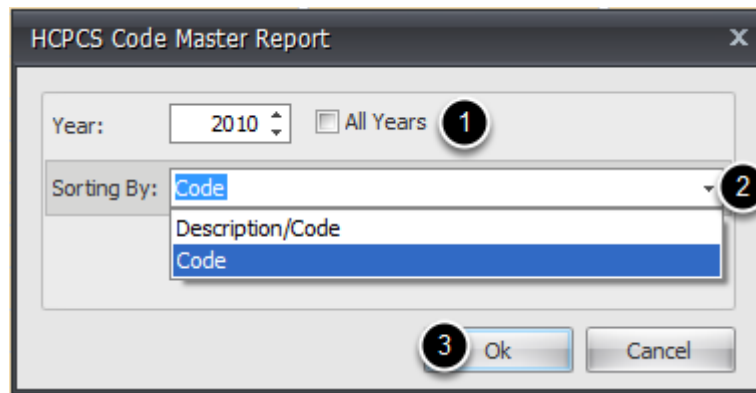 HCPCS Code Master Report x
Year: 2010 All Years 1
Sorting By: Code 2
Description/Code
Code
3 Ok Cancel